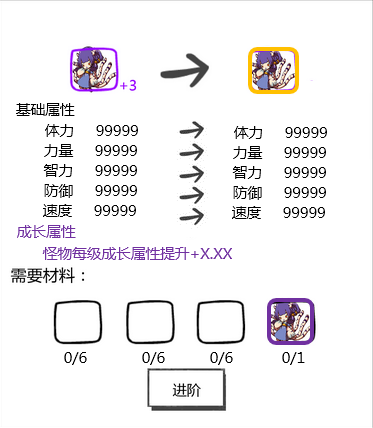 +3
基础属性
体力 99999 体力 99999
力量 99999 力量 99999
智力 99999 智力 99999
防御 99999 防御 99999
速度 99999 速度 99999
成长属性
怪物每级成长属性提升+X.XX
需要材料：
0/6 0/6 0/6 0/1
进阶